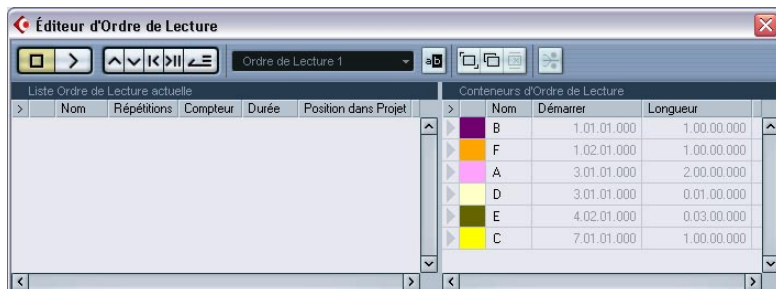 Éditeur d'Ordre de Lecture
Ordre de Lecture 1
ab
Liste Ordre de Lecture actuelle
Conteneurs d'Ordre de Lecture
> Nom Répétitions Compteur Durée Position dans Projet
> Nom Démarrer Longueur
B 1.01.01.000 1.00.00.000
F 1.02.01.000 1.00.00.000
A 3.01.01.000 2.00.00.000
D 3.01.01.000 0.01.00.000
E 4.02.01.000 0.03.00.000
C 7.01.01.000 1.00.00.000